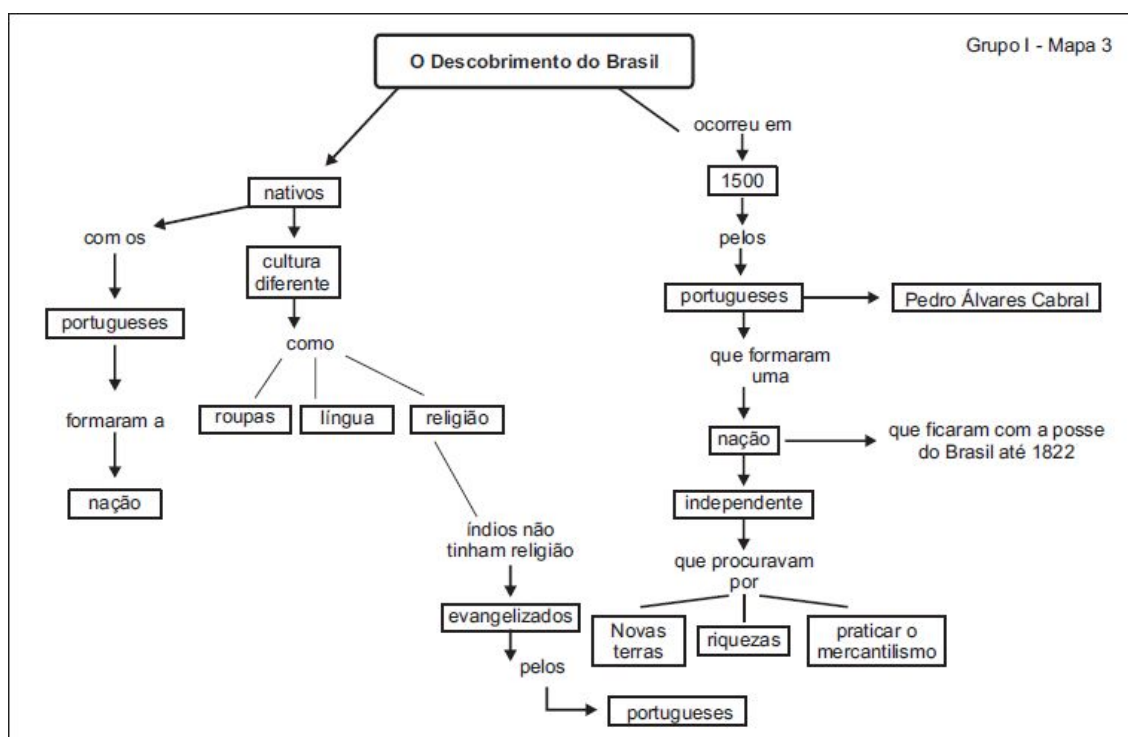 Grupo I - Mapa 3
O Descobrimento do Brasil
nativos
com os
portugueses
formaram a
nação
cultura
diferente
como
roupas
língua
religião
índios não
tinham religião
evangelizados
pelos
portugueses
ocorreu em
1500
pelos
portugueses
Pedro Álvares Cabral
que formaram
uma
nação
que ficaram com a posse
do Brasil até 1822
independente
que procuravam
por
Novas
terras
riquezas
praticar o
mercantilismo